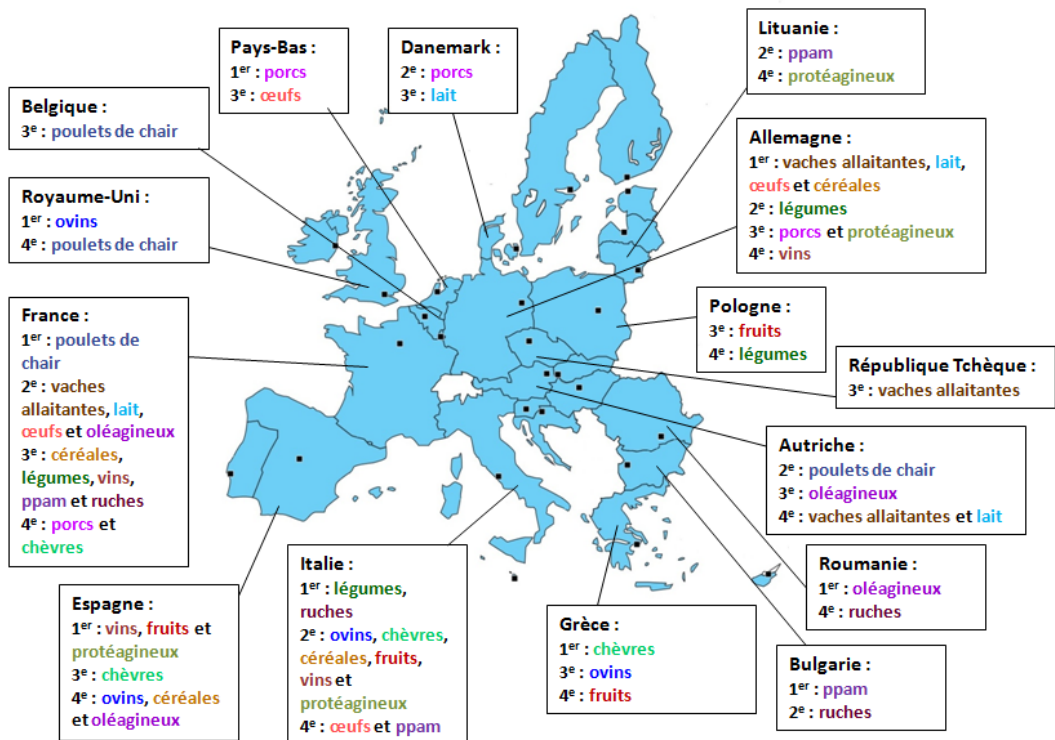 Pays-Bas :
1er : porcs
3e : œufs
Danemark :
2e : porcs
3e : lait
Lituanie :
2e : ppam
4e : protéagineux
Belgique :
3e : poulets de chair
Allemagne :
1er : vaches allaitantes, lait,
œufs et céréales
2e : légumes
3e : porcs et protéagineux
4e : vins
Royaume-Uni :
1er : ovins
4e : poulets de chair
France :
1er : poulets de
chair
2e : vaches
allaitantes, lait,
œufs et oléagineux
3e : céréales,
légumes, vins,
ppam et ruches
4e : porcs et
chèvres
Pologne :
3e : fruits
4e : légumes
République Tchèque :
3e : vaches allaitantes
Autriche :
2e : poulets de chair
3e : oléagineux
4e : vaches allaitantes et lait
Roumanie :
1er : oléagineux
4e : ruches
Espagne :
1er : vins, fruits et
protéagineux
3e : chèvres
4e : ovins, céréales
et oléagineux
Italie :
1er : légumes,
ruches
2e : ovins, chèvres,
céréales, fruits,
vins et
protéagineux
4e : œufs et ppam
Grèce :
1er : chèvres
3e : ovins
4e : fruits
Bulgarie :
1er : ppam
2e : ruches